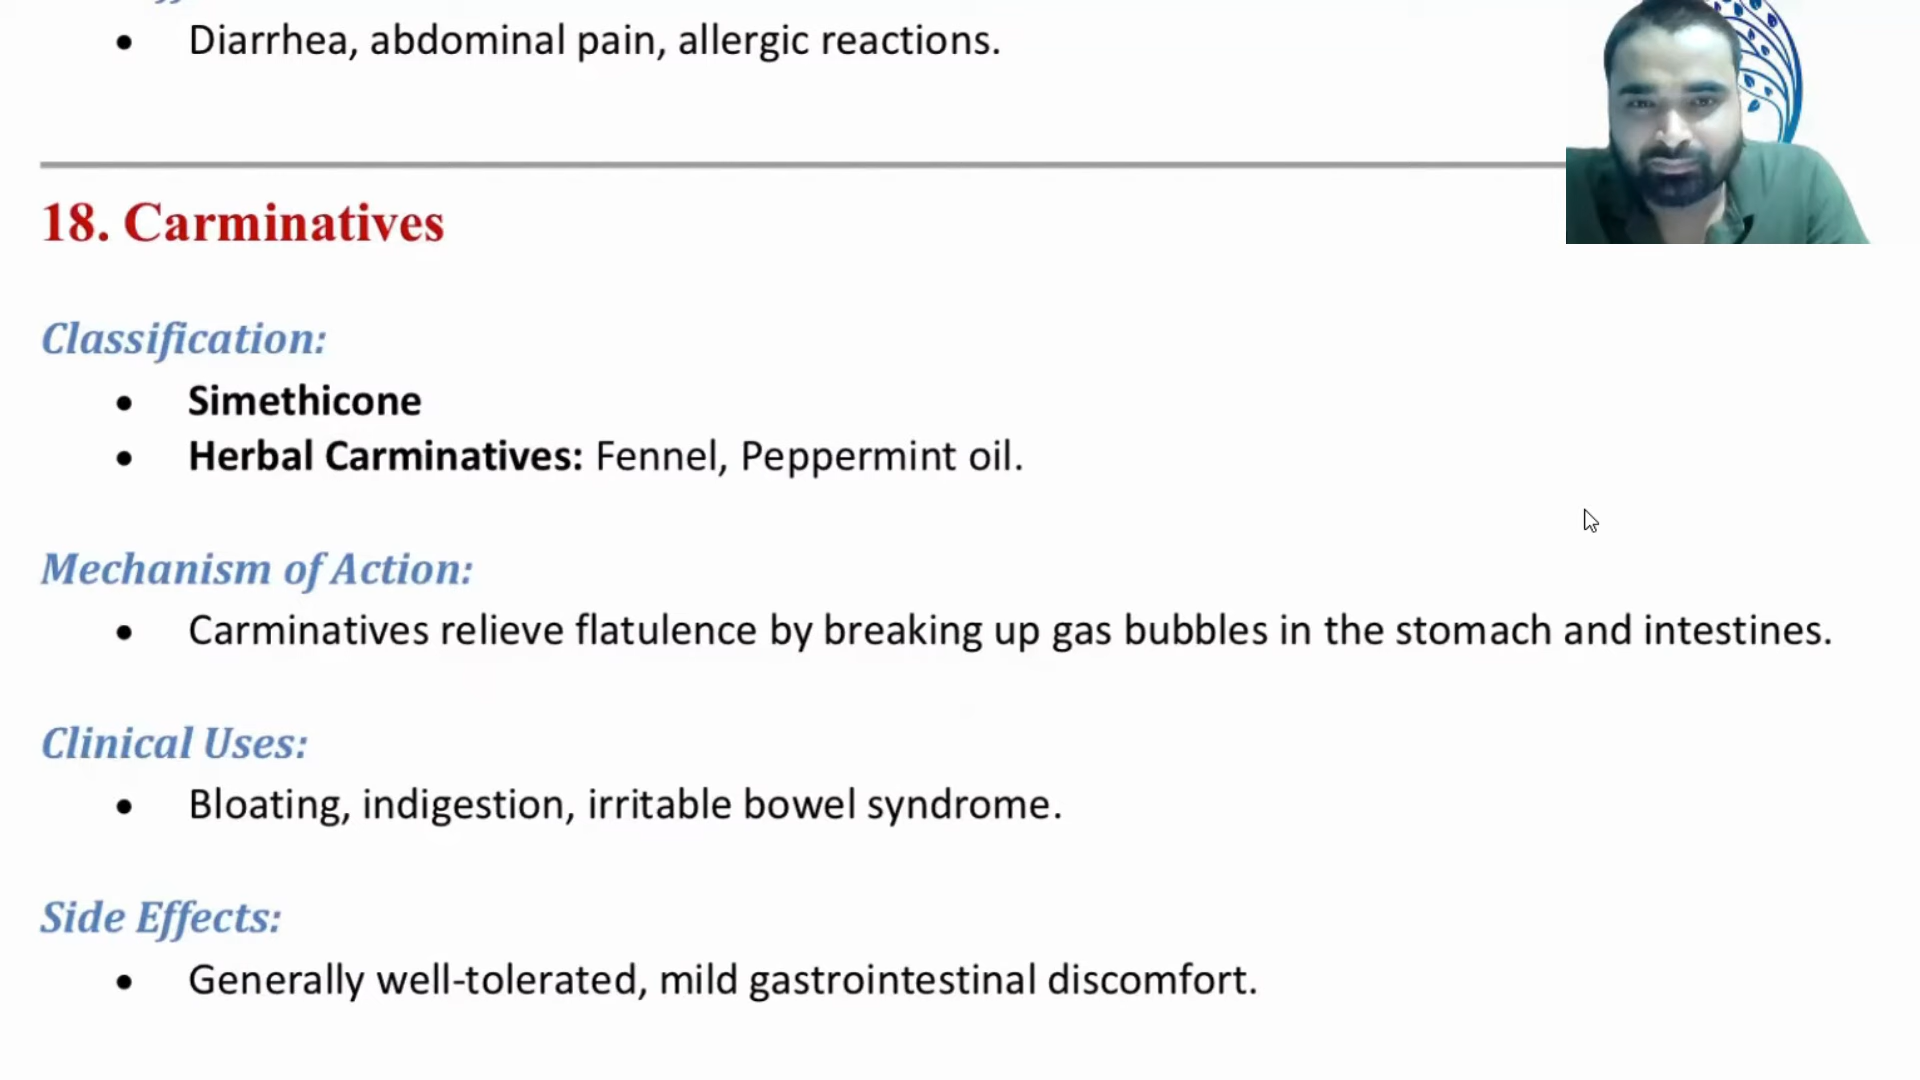 • Diarrhea, abdominal pain, allergic reactions.
18. Carminatives
Classification:
• Simethicone
• Herbal Carminatives: Fennel, Peppermint oil.
Mechanism of Action:
• Carminatives relieve flatulence by breaking up gas bubbles in the stomach and intestines.
Clinical Uses:
• Bloating, indigestion, irritable bowel syndrome.
Side Effects:
• Generally well-tolerated, mild gastrointestinal discomfort.